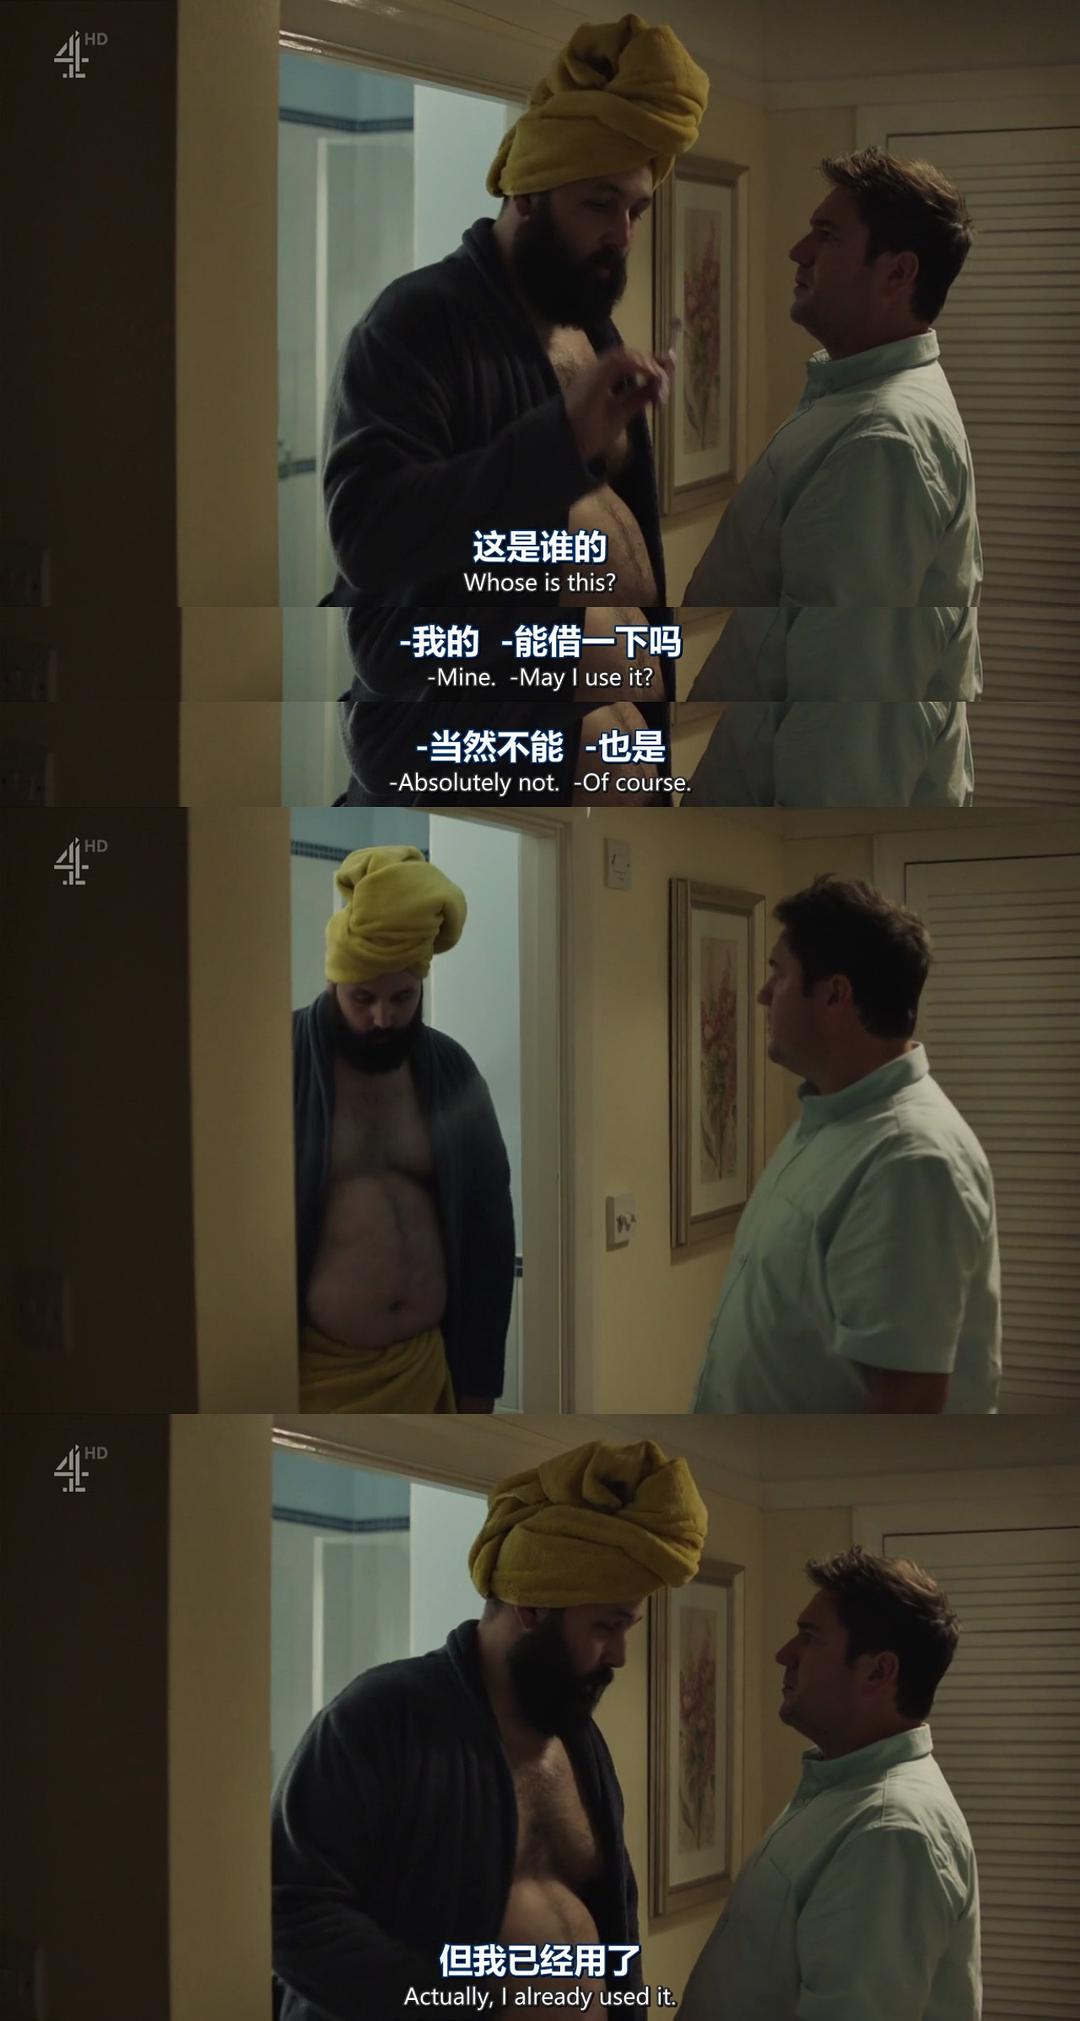 4 HD
这是谁的
Whose is this?
-我的 -能借一下吗
-Mine. -May I use it?
-当然不能 -也是
-Absolutely not. -Of course.
4 HD
4 HD
但我已经用了
Actually, I already used it.